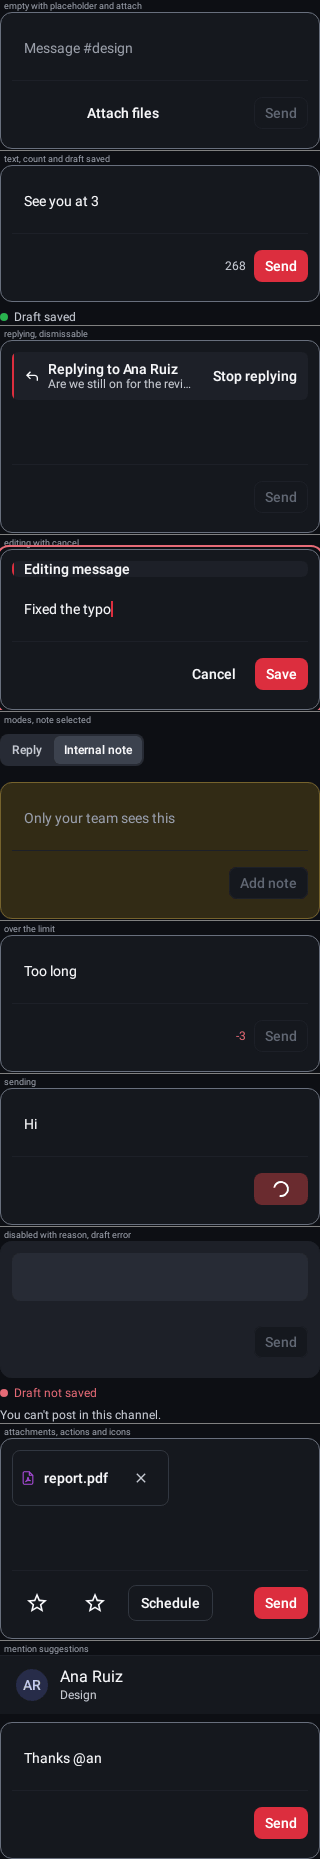 empty with placeholder and attach
Message #design
Attach files
Send
text, count and draft saved
See you at 3
268
Send
Draft saved
replying, dismissable
Replying to Ana Ruiz
Are we still on for the revi...
Stop replying
Send
editing with cancel
Editing message
Fixed the typo
Cancel
Save
modes, note selected
Reply
Internal note
Only your team sees this
Add note
over the limit
Too long
-3
Send
sending
Hi
disabled with reason, draft error
Send
Draft not saved
You can't post in this channel.
attachments, actions and icons
report.pdf
Schedule
Send
mention suggestions
AR
Ana Ruiz
Design
Thanks @an
Send